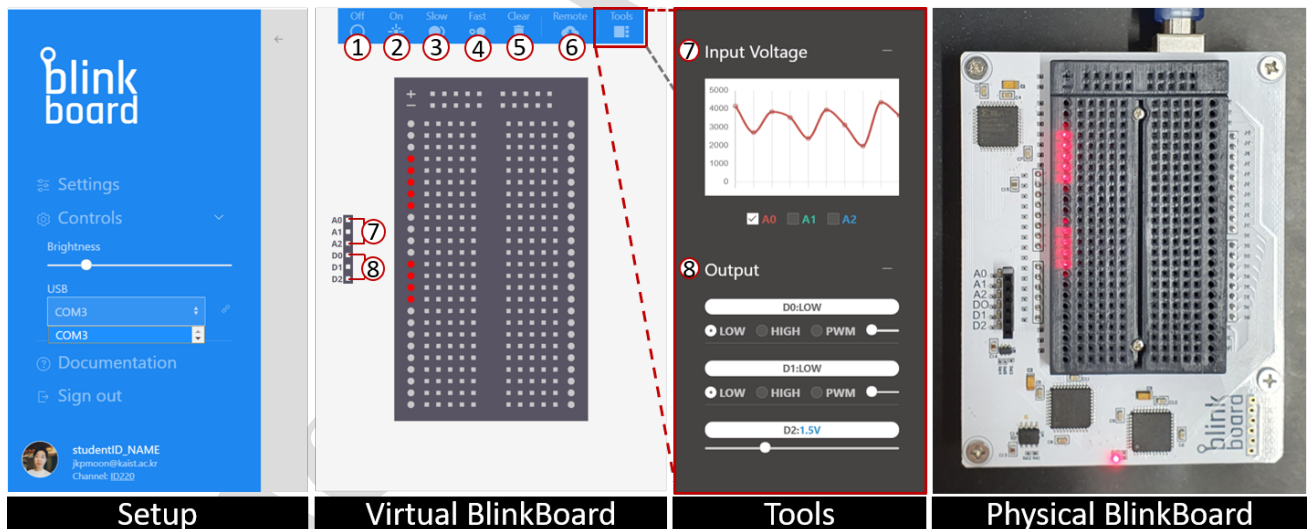 blink
board
Settings
Controls
Brightness
USB
COM3
COM3
Documentation
Sign out
studentID_NAME
jkpmoon@kaist.ac.kr
Channel: ID220
Setup
Off On Slow Fast Clear Remote Tools
1 2 3 4 5 6
+
−
A0
A1
A2
D0
D1
D2
7
8
Virtual BlinkBoard
7 Input Voltage
5000
4000
3000
2000
1000
0
A0 A1 A2
8 Output
D0:LOW
LOW HIGH PWM
D1:LOW
LOW HIGH PWM
D2:1.5V
Tools
A0
A1
A2
D0
D1
D2
blink
board
Physical BlinkBoard